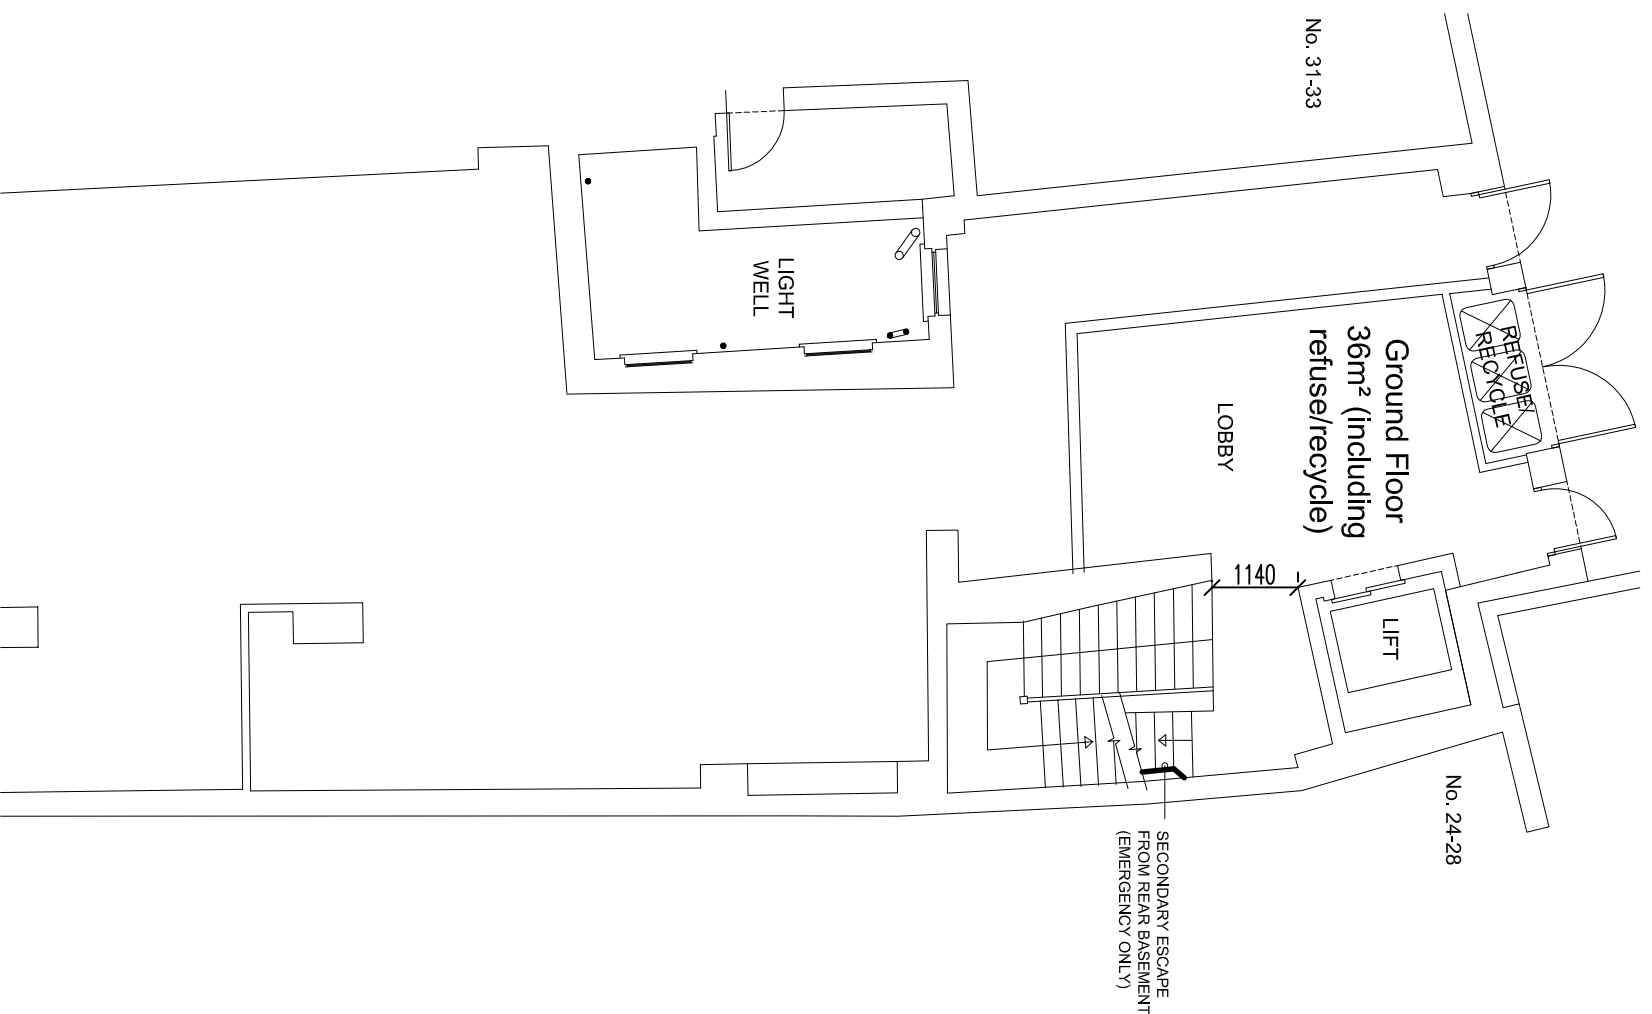 No. 31-33
REFUSE/
RECYCLE
Ground Floor
36m² (including
refuse/recycle)
LOBBY
LIGHT
WELL
1140
LIFT
No. 24-28
SECONDARY ESCAPE
FROM REAR BASEMENT
(EMERGENCY ONLY)